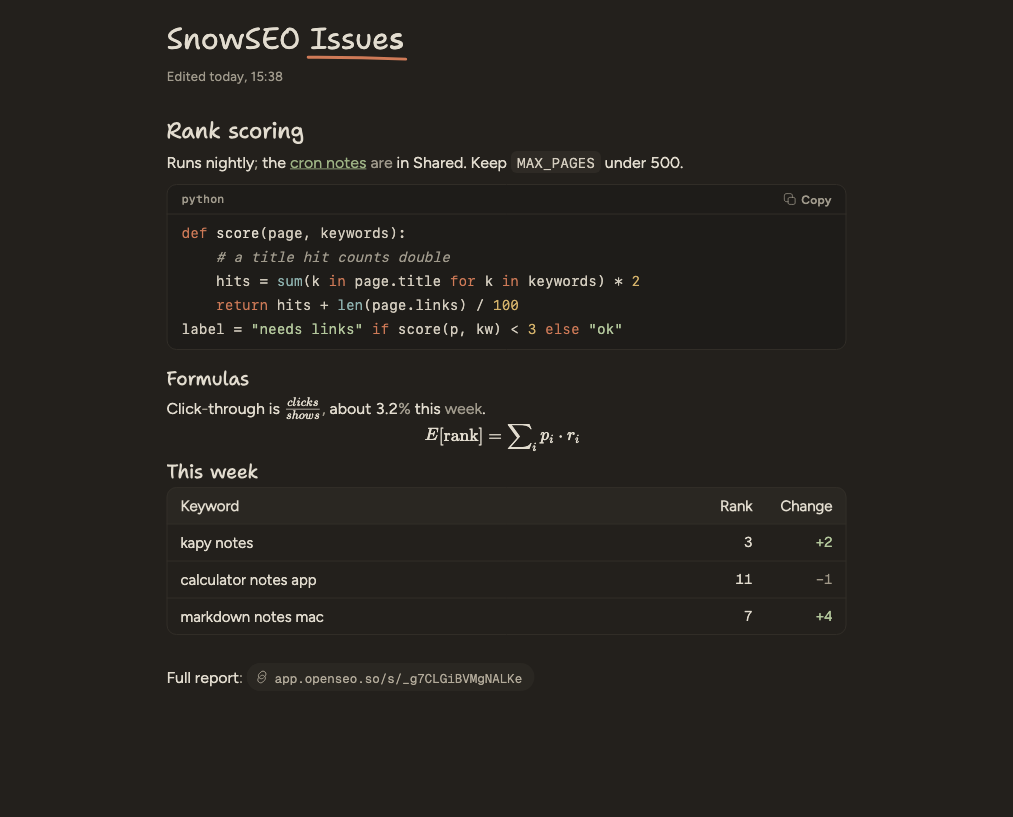 SnowSEO Issues
Edited today, 15:38
Rank scoring
Runs nightly; the cron notes are in Shared. Keep MAX_PAGES under 500.
python Copy
def score(page, keywords):
    # a title hit counts double
    hits = sum(k in page.title for k in keywords) * 2
    return hits + len(page.links) / 100
label = "needs links" if score(p, kw) < 3 else "ok"
Formulas
Click-through is clicks/shows, about 3.2% this week.
E[rank] = ∑_i p_i · r_i
This week
Keyword Rank Change
kapy notes 3 +2
calculator notes app 11 −1
markdown notes mac 7 +4
Full report: app.openseo.so/s/_g7CLGiBVMgNALKe